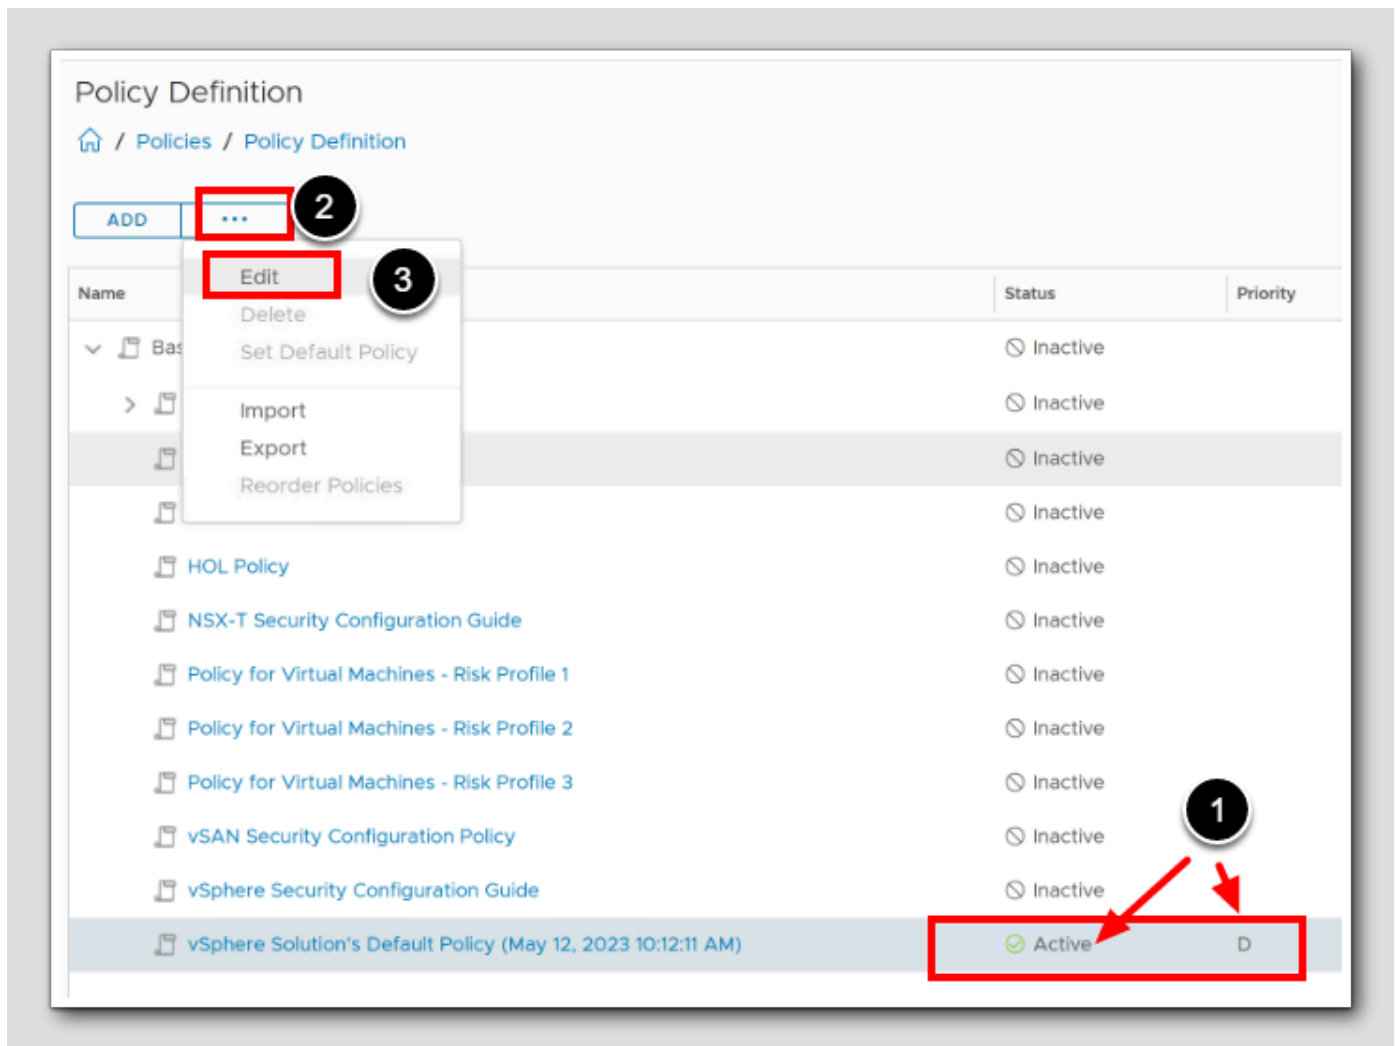 Policy Definition
/ Policies / Policy Definition
ADD ... 2
Edit 3
Name Status Priority
Delete
Bas Set Default Policy Inactive
Import Inactive
Export Inactive
Reorder Policies
Inactive
HOL Policy Inactive
NSX-T Security Configuration Guide Inactive
Policy for Virtual Machines - Risk Profile 1 Inactive
Policy for Virtual Machines - Risk Profile 2 Inactive
Policy for Virtual Machines - Risk Profile 3 Inactive
1
vSAN Security Configuration Policy Inactive
vSphere Security Configuration Guide Inactive
vSphere Solution's Default Policy (May 12, 2023 10:12:11 AM) Active D